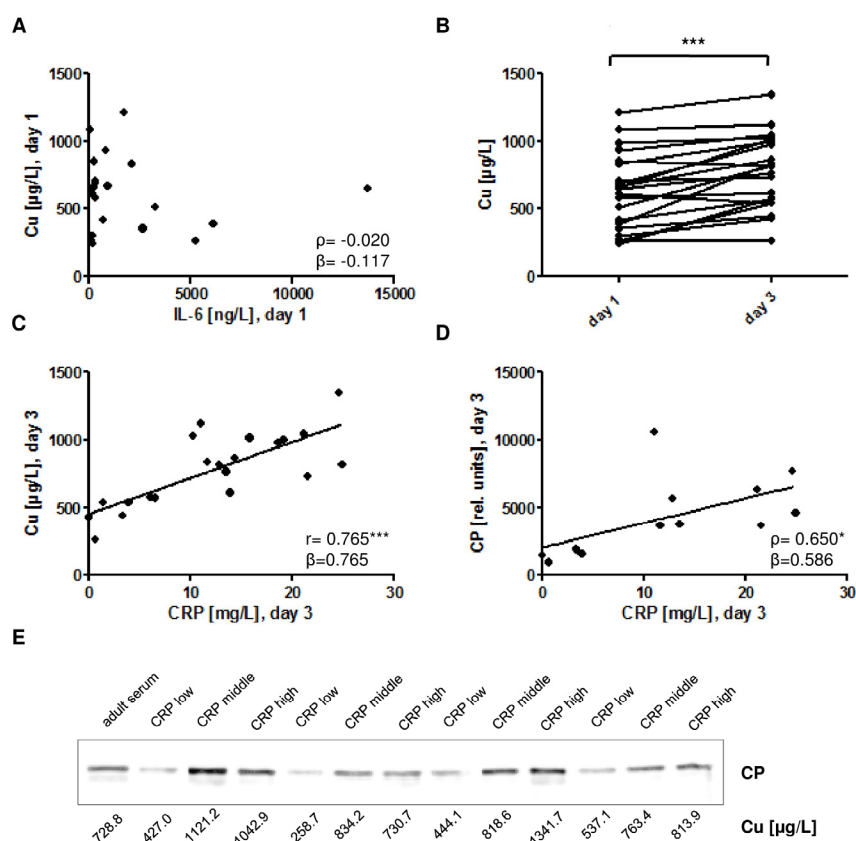 A
1500
1000
500
0
Cu [µg/L], day 1
0 5000 10000 15000
IL-6 [ng/L], day 1
ρ= -0.020
β= -0.117
B
***
1500
1000
500
0
Cu [µg/L]
day 1
day 3
C
1500
1000
500
0
Cu [µg/L], day 3
r= 0.765***
β=0.765
0 10 20 30
CRP [mg/L], day 3
D
15000
10000
5000
0
CP [rel. units], day 3
ρ=0.650*
β=0.586
0 10 20 30
CRP [mg/L], day 3
E
adult serum CRP low CRP middle CRP high CRP low CRP middle CRP high CRP low CRP middle CRP high CRP low CRP middle CRP high
CP
728.8 427.0 1121.2 1042.9 258.7 834.2 730.7 444.1 818.6 1341.7 537.1 763.4 813.9
Cu [µg/L]